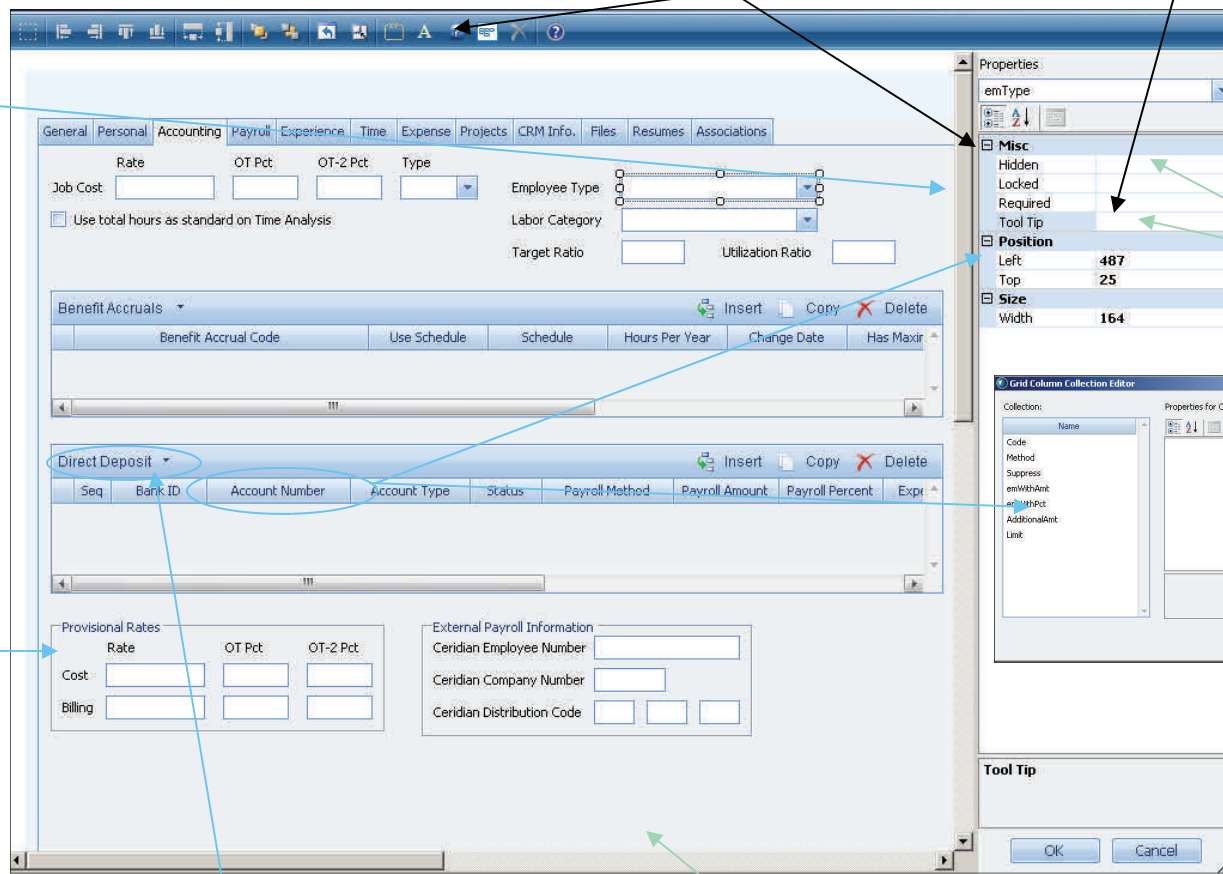 A
Properties
emType
General Personal Accounting Payroll Experience Time Expense Projects CRM Info. Files Resumes Associations
Misc
Hidden
Locked
Required
Tool Tip
Position
Left 487
Top 25
Size
Width 164
Rate OT Pct OT-2 Pct Type
Job Cost
Employee Type
Use total hours as standard on Time Analysis
Labor Category
Target Ratio Utilization Ratio
Benefit Accruals Insert Copy Delete
Benefit Accrual Code Use Schedule Schedule Hours Per Year Change Date Has Maxir
Grid Column Collection Editor
Collection: Properties for C
Name
Code
Method
Suppress
emWithAmt
emWithPct
AdditionalAmt
Limit
Direct Deposit Insert Copy Delete
Seq Bank ID Account Number Account Type Status Payroll Method Payroll Amount Payroll Percent Expe
Provisional Rates
Rate OT Pct OT-2 Pct
Cost
Billing
External Payroll Information
Ceridian Employee Number
Ceridian Company Number
Ceridian Distribution Code
Tool Tip
OK Cancel